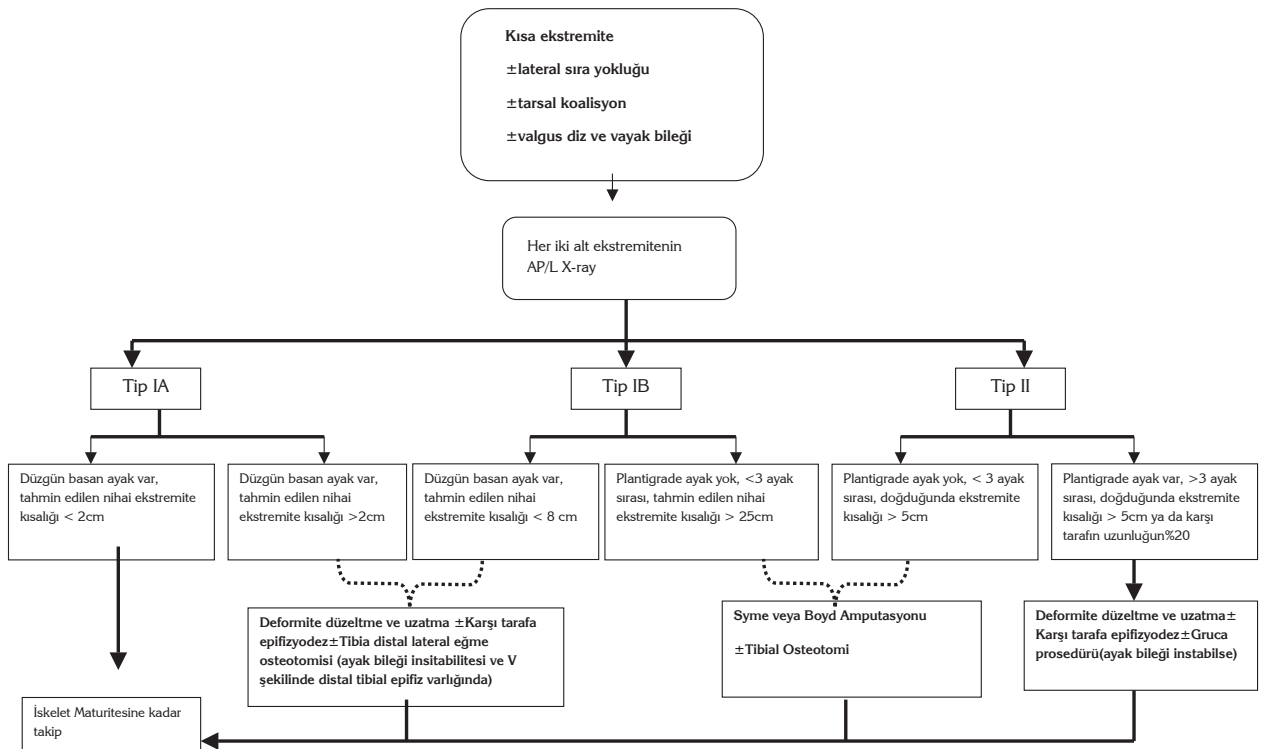 Kısa ekstremite
±lateral sıra yokluğu
±tarsal koalisyon
±valgus diz ve vayak bileği
Her iki alt ekstremitenin
AP/L X-ray
Tip IA
Tip IB
Tip II
Düzgün basan ayak var,
tahmin edilen nihai ekstremite
kısalığı < 2cm
Düzgün basan ayak var,
tahmin edilen nihai
ekstremite kısalığı >2cm
Düzgün basan ayak var,
tahmin edilen nihai
ekstremite kısalığı < 8 cm
Plantigrade ayak yok, <3 ayak
sırası, tahmin edilen nihai
ekstremite kısalığı > 25cm
Plantigrade ayak yok, < 3 ayak
sırası, doğduğunda ekstremite
kısalığı > 5cm
Plantigrade ayak var, >3 ayak
sırası, doğduğunda ekstremite
kısalığı > 5cm ya da karşı
tarafın uzunluğun%20
Deformite düzeltme ve uzatma ±Karşı tarafa
epifizyodez±Tibia distal lateral eğme
osteotomisi (ayak bileği insitabilitesi ve V
şekilinde distal tibial epifiz varlığında)
Syme veya Boyd Amputasyonu
±Tibial Osteotomi
Deformite düzeltme ve uzatma±
Karşı tarafa epifizyodez±Gruca
prosedürü(ayak bileği instabilse)
İskelet Maturitesine kadar
takip